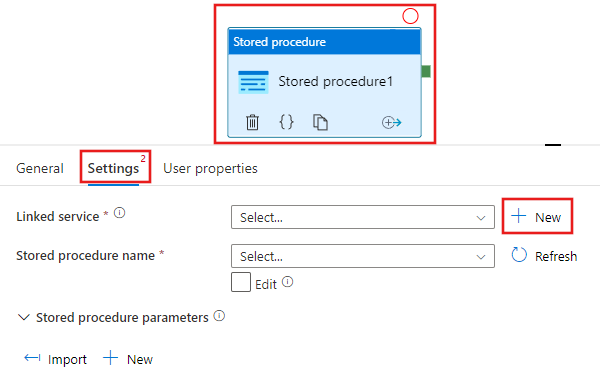 Stored procedure
Stored procedure1
{}
General Settings 2 User properties
Linked service * Select... New
Stored procedure name * Select... Refresh
Edit
Stored procedure parameters
Import New